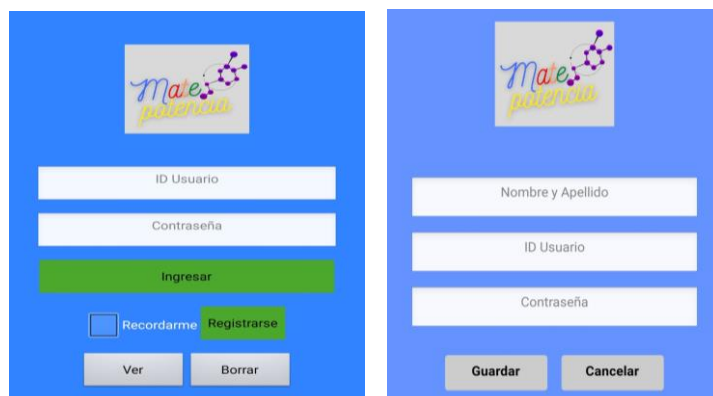 Mate
potencia
ID Usuario
Contraseña
Ingresar
Recordarme
Registrarse
Ver
Borrar
Mate
potencia
Nombre y Apellido
ID Usuario
Contraseña
Guardar
Cancelar